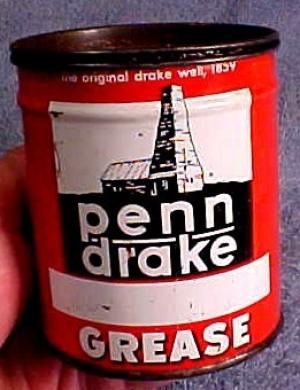 the original drake well, 1859
penn
drake
GREASE